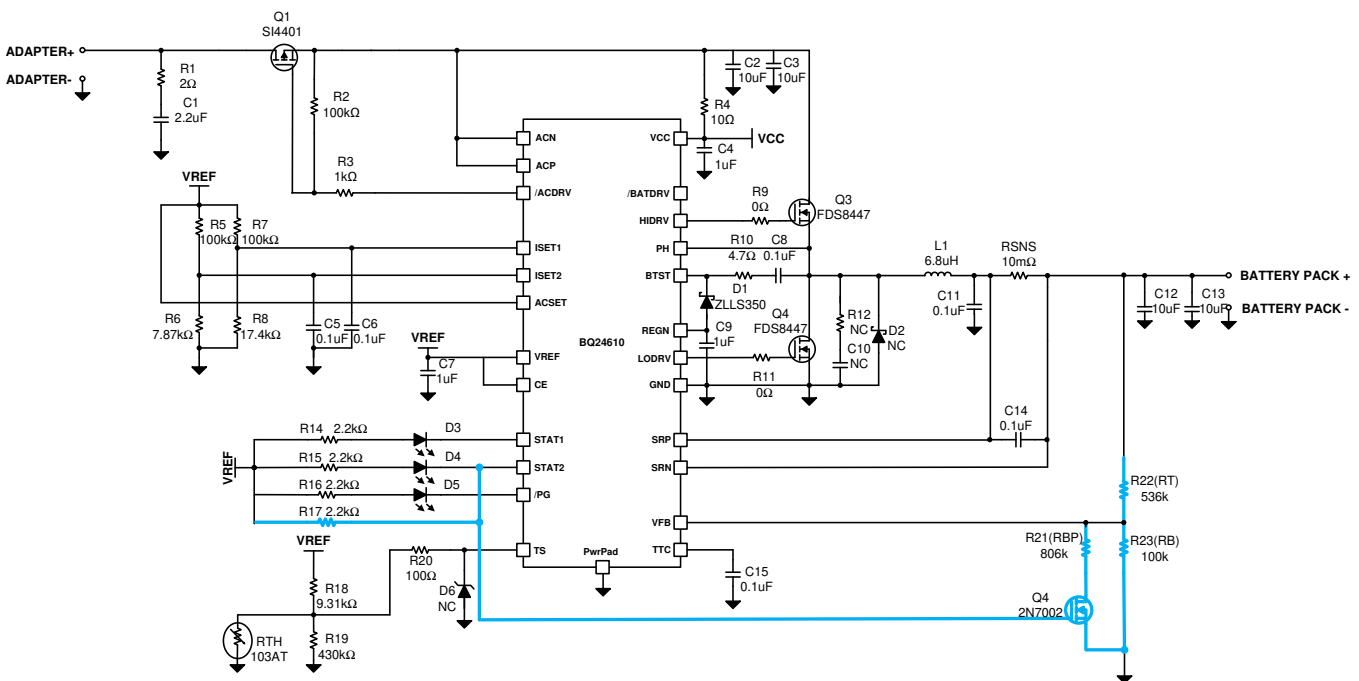 Q1
SI4401
ADAPTER+
ADAPTER-
R1
2Ω
C1
2.2uF
R2
100kΩ
R3
1kΩ
C2
10uF
C3
10uF
R4
10Ω
VCC
C4
1uF
VREF
R5
100kΩ
R7
100kΩ
R6
7.87kΩ
R8
17.4kΩ
C5
0.1uF
C6
0.1uF
VREF
C7
1uF
ACN
ACP
/ACDRV
ISET1
ISET2
ACSET
VREF
CE
STAT1
STAT2
/PG
TS
BQ24610
PwrPad
VCC
/BATDRV
HIDRV
PH
BTST
REGN
LODRV
GND
SRP
SRN
VFB
TTC
R9
0Ω
Q3
FDS8447
R10
4.7Ω
C8
0.1uF
D1
ZLLS350
C9
1uF
Q4
FDS8447
R11
0Ω
R12
NC
C10
NC
D2
NC
L1
6.8uH
RSNS
10mΩ
C11
0.1uF
C12
10uF
C13
10uF
BATTERY PACK +
BATTERY PACK -
C14
0.1uF
VREF
R14 2.2kΩ
D3
R15 2.2kΩ
D4
R16 2.2kΩ
D5
R17 2.2kΩ
VREF
R18
9.31kΩ
R19
430kΩ
RTH
103AT
R20
100Ω
D6
NC
C15
0.1uF
R22(RT)
536k
R21(RBP)
806k
R23(RB)
100k
Q4
2N7002